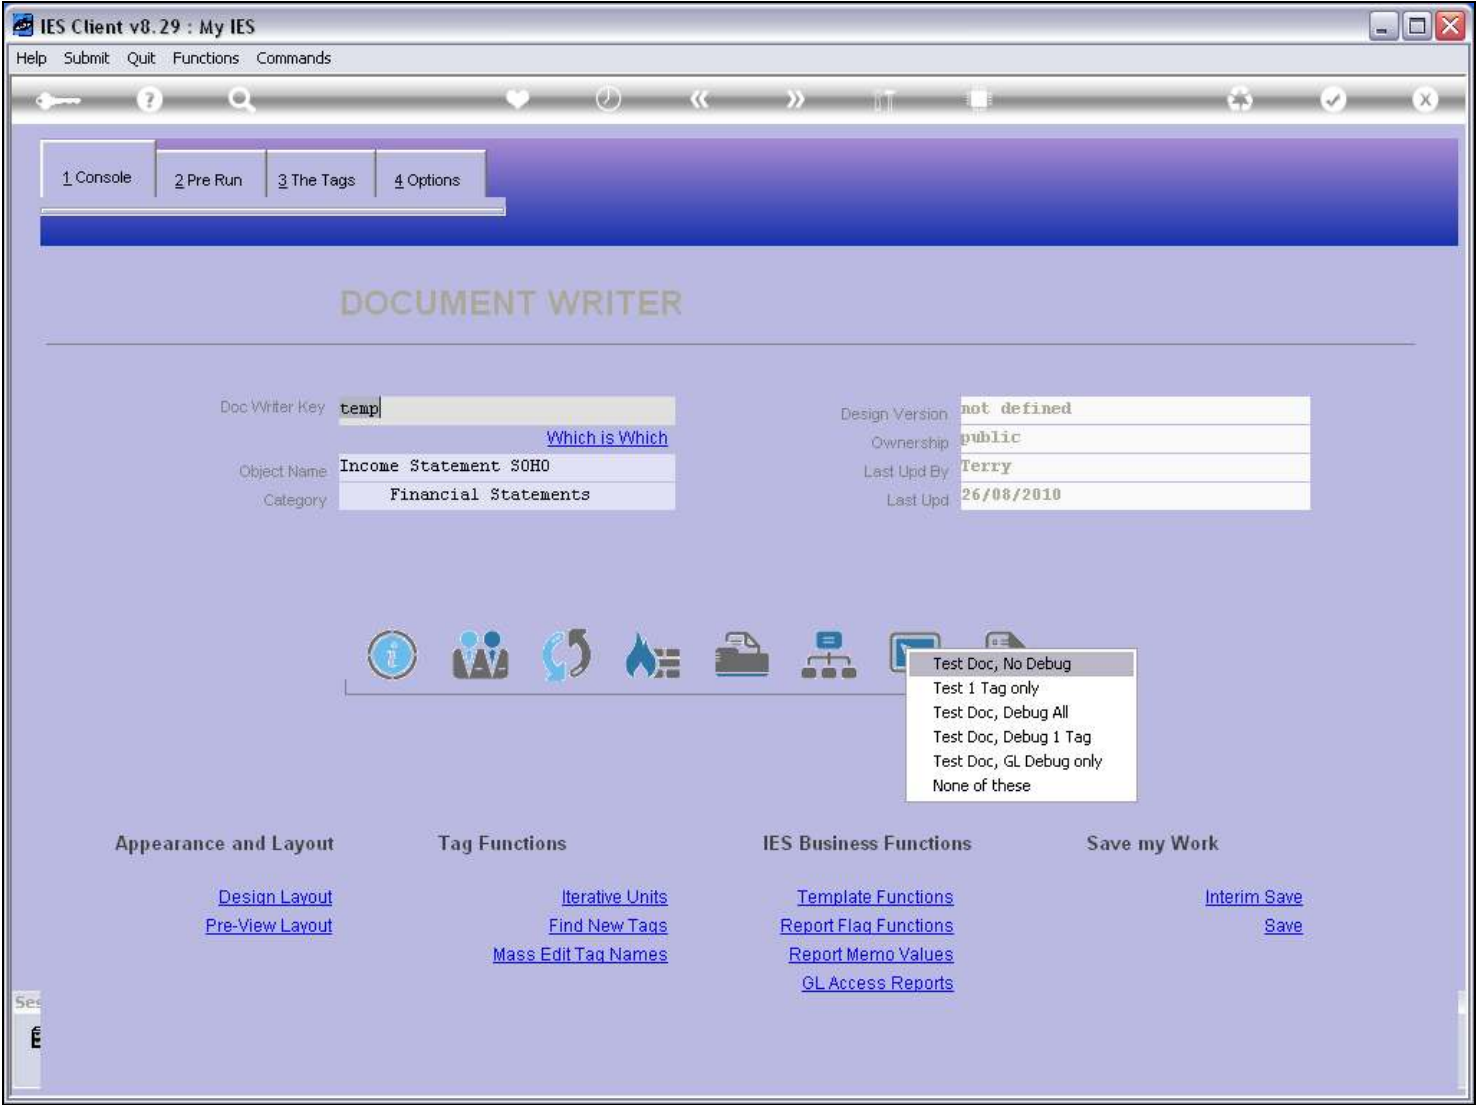 IES Client v8.29 : My IES
Help Submit Quit Functions Commands
1 Console 2 Pre Run 3 The Tags 4 Options
DOCUMENT WRITER
Doc Writer Key temp
Which is Which
Object Name Income Statement SOHO
Category Financial Statements
Design Version not defined
Ownership public
Last Upd By Terry
Last Upd 26/08/2010
Test Doc, No Debug
Test 1 Tag only
Test Doc, Debug All
Test Doc, Debug 1 Tag
Test Doc, GL Debug only
None of these
Appearance and Layout
Design Layout
Pre-View Layout
Tag Functions
Iterative Units
Find New Tags
Mass Edit Tag Names
IES Business Functions
Template Functions
Report Flag Functions
Report Memo Values
GL Access Reports
Save my Work
Interim Save
Save